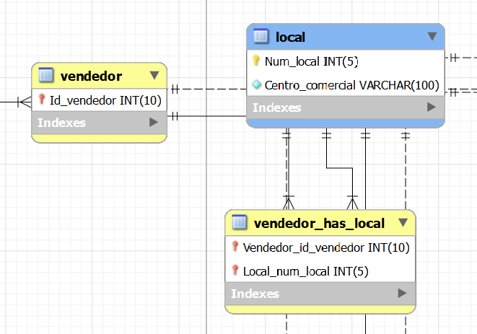 vendedor
Id_vendedor INT(10)
Indexes
local
Num_local INT(5)
Centro_comercial VARCHAR(100)
Indexes
vendedor_has_local
Vendedor_id_vendedor INT(10)
Local_num_local INT(5)
Indexes